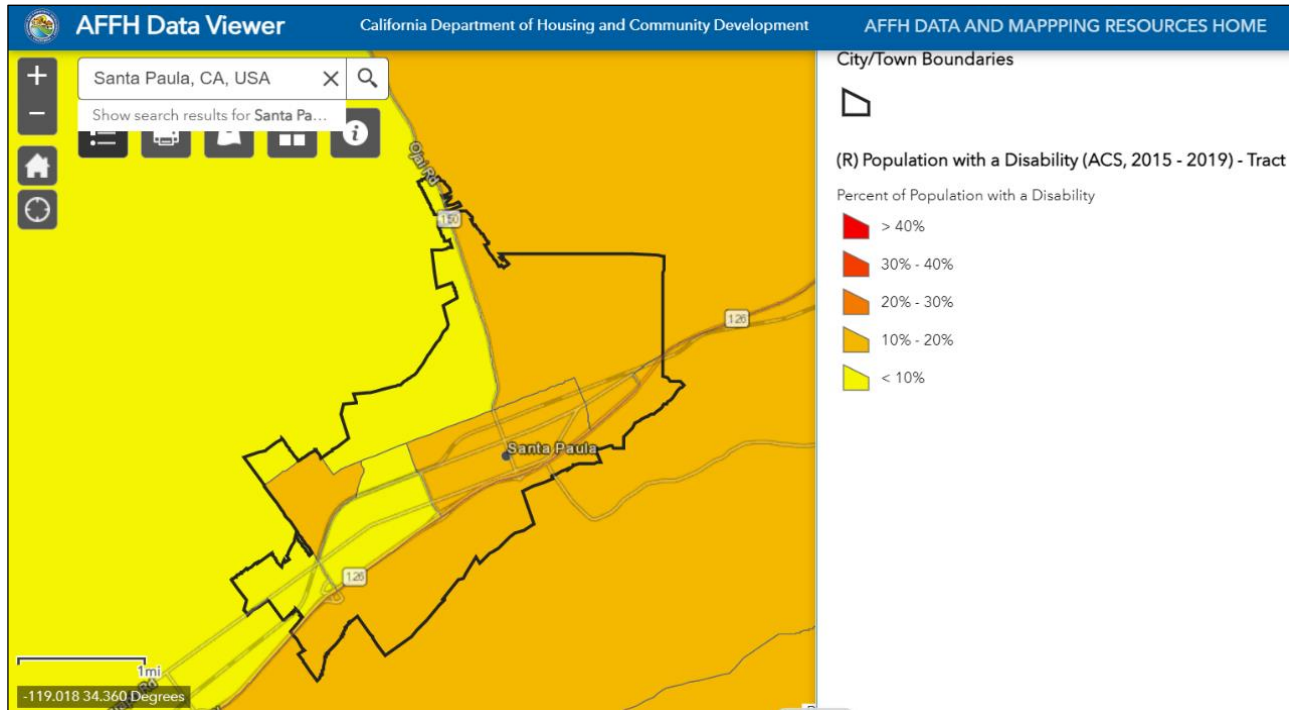 AFFH Data Viewer
California Department of Housing and Community Development
AFFH DATA AND MAPPPING RESOURCES HOME
+
−
Santa Paula, CA, USA
Show search results for Santa Pa...
Ojai Rd
150
126
Santa Paula
126
1mi
-119.018 34.360 Degrees
City/Town Boundaries
(R) Population with a Disability (ACS, 2015 - 2019) - Tract
Percent of Population with a Disability
> 40%
30% - 40%
20% - 30%
10% - 20%
< 10%